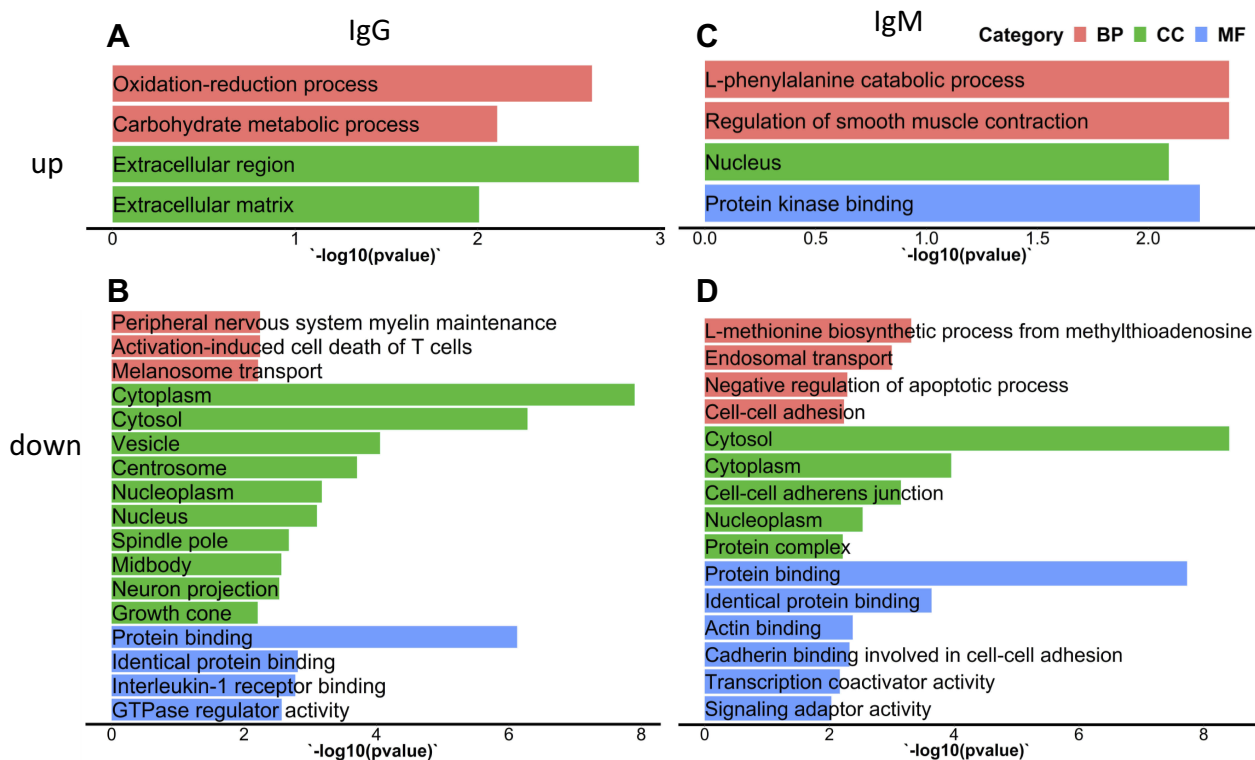 A
IgG
C
IgM
Category BP CC MF
up
Oxidation-reduction process
Carbohydrate metabolic process
Extracellular region
Extracellular matrix
0 1 2 3
`-log10(pvalue)`
L-phenylalanine catabolic process
Regulation of smooth muscle contraction
Nucleus
Protein kinase binding
0.0 0.5 1.0 1.5 2.0
`-log10(pvalue)`
down
B
Peripheral nervous system myelin maintenance
Activation-induced cell death of T cells
Melanosome transport
Cytoplasm
Cytosol
Vesicle
Centrosome
Nucleoplasm
Nucleus
Spindle pole
Midbody
Neuron projection
Growth cone
Protein binding
Identical protein binding
Interleukin-1 receptor binding
GTPase regulator activity
0 2 4 6 8
`-log10(pvalue)`
D
L-methionine biosynthetic process from methylthioadenosine
Endosomal transport
Negative regulation of apoptotic process
Cell-cell adhesion
Cytosol
Cytoplasm
Cell-cell adherens junction
Nucleoplasm
Protein complex
Protein binding
Identical protein binding
Actin binding
Cadherin binding involved in cell-cell adhesion
Transcription coactivator activity
Signaling adaptor activity
0 2 4 6 8
`-log10(pvalue)`